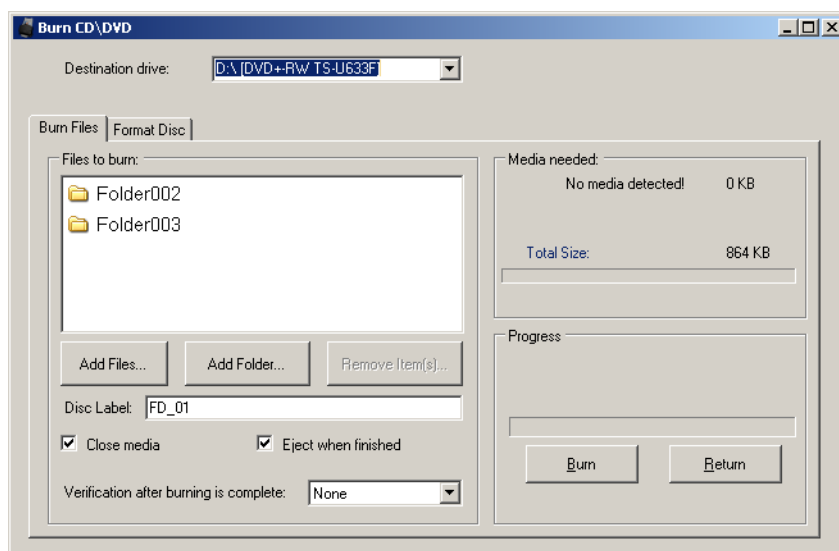 Burn CD\DVD
Destination drive: D:\ [DVD+-RW TS-U633F]
Burn Files Format Disc
Files to burn:
Folder002
Folder003
Add Files... Add Folder... Remove Item(s)...
Disc Label: FD_01
Close media Eject when finished
Verification after burning is complete: None
Media needed:
No media detected! 0 KB
Total Size: 864 KB
Progress
Burn Return